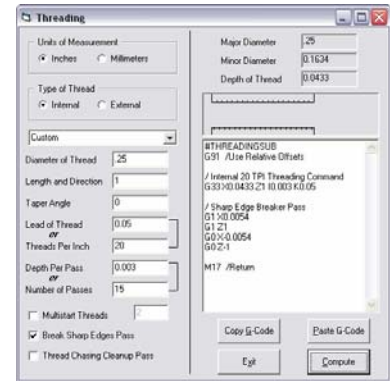 Threading
Units of Measurement
Inches Millimeters
Type of Thread
Internal External
Custom
Diameter of Thread .25
Length and Direction 1
Taper Angle 0
Lead of Thread 0.05
or
Threads Per Inch 20
Depth Per Pass 0.003
or
Number of Passes 15
Multistart Threads 2
Break Sharp Edges Pass
Thread Chasing Cleanup Pass
Major Diameter .25
Minor Diameter 0.1634
Depth of Thread 0.0433
#THREADINGSUB
G91 /Use Relative Offsets
/ Internal 20 TPI Threading Command
G33 X0.0433 Z1 I0.003 K0.05
/ Sharp Edge Breaker Pass
G1 X0.0054
G1 Z1
G0 X-0.0054
G0 Z-1
M17 /Return
Copy G-Code Paste G-Code
Exit Compute